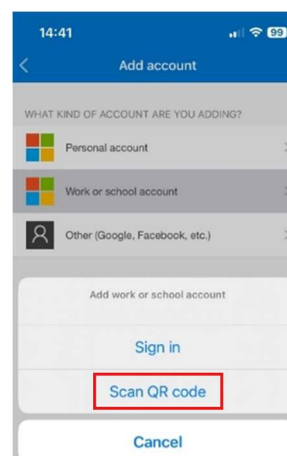 14:41
99
Add account
WHAT KIND OF ACCOUNT ARE YOU ADDING?
Personal account
Work or school account
Other (Google, Facebook, etc.)
Add work or school account
Sign in
Scan QR code
Cancel